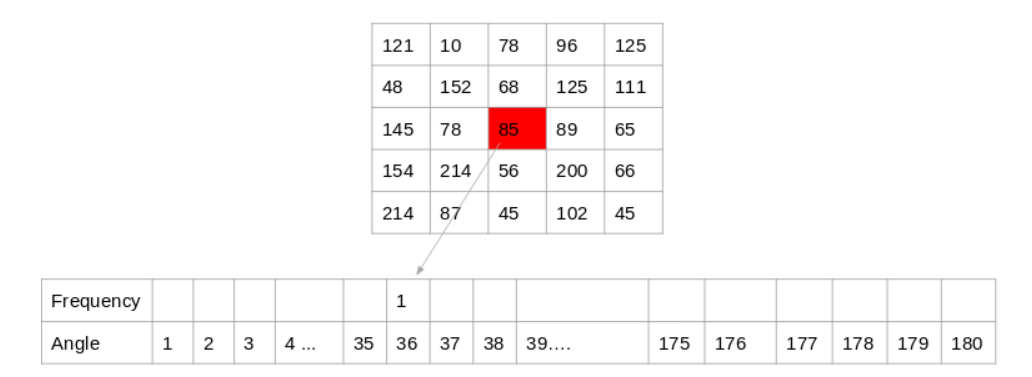 121 10 78 96 125
48 152 68 125 111
145 78 85 89 65
154 214 56 200 66
214 87 45 102 45
Frequency 1
Angle 1 2 3 4 ... 35 36 37 38 39.... 175 176 177 178 179 180